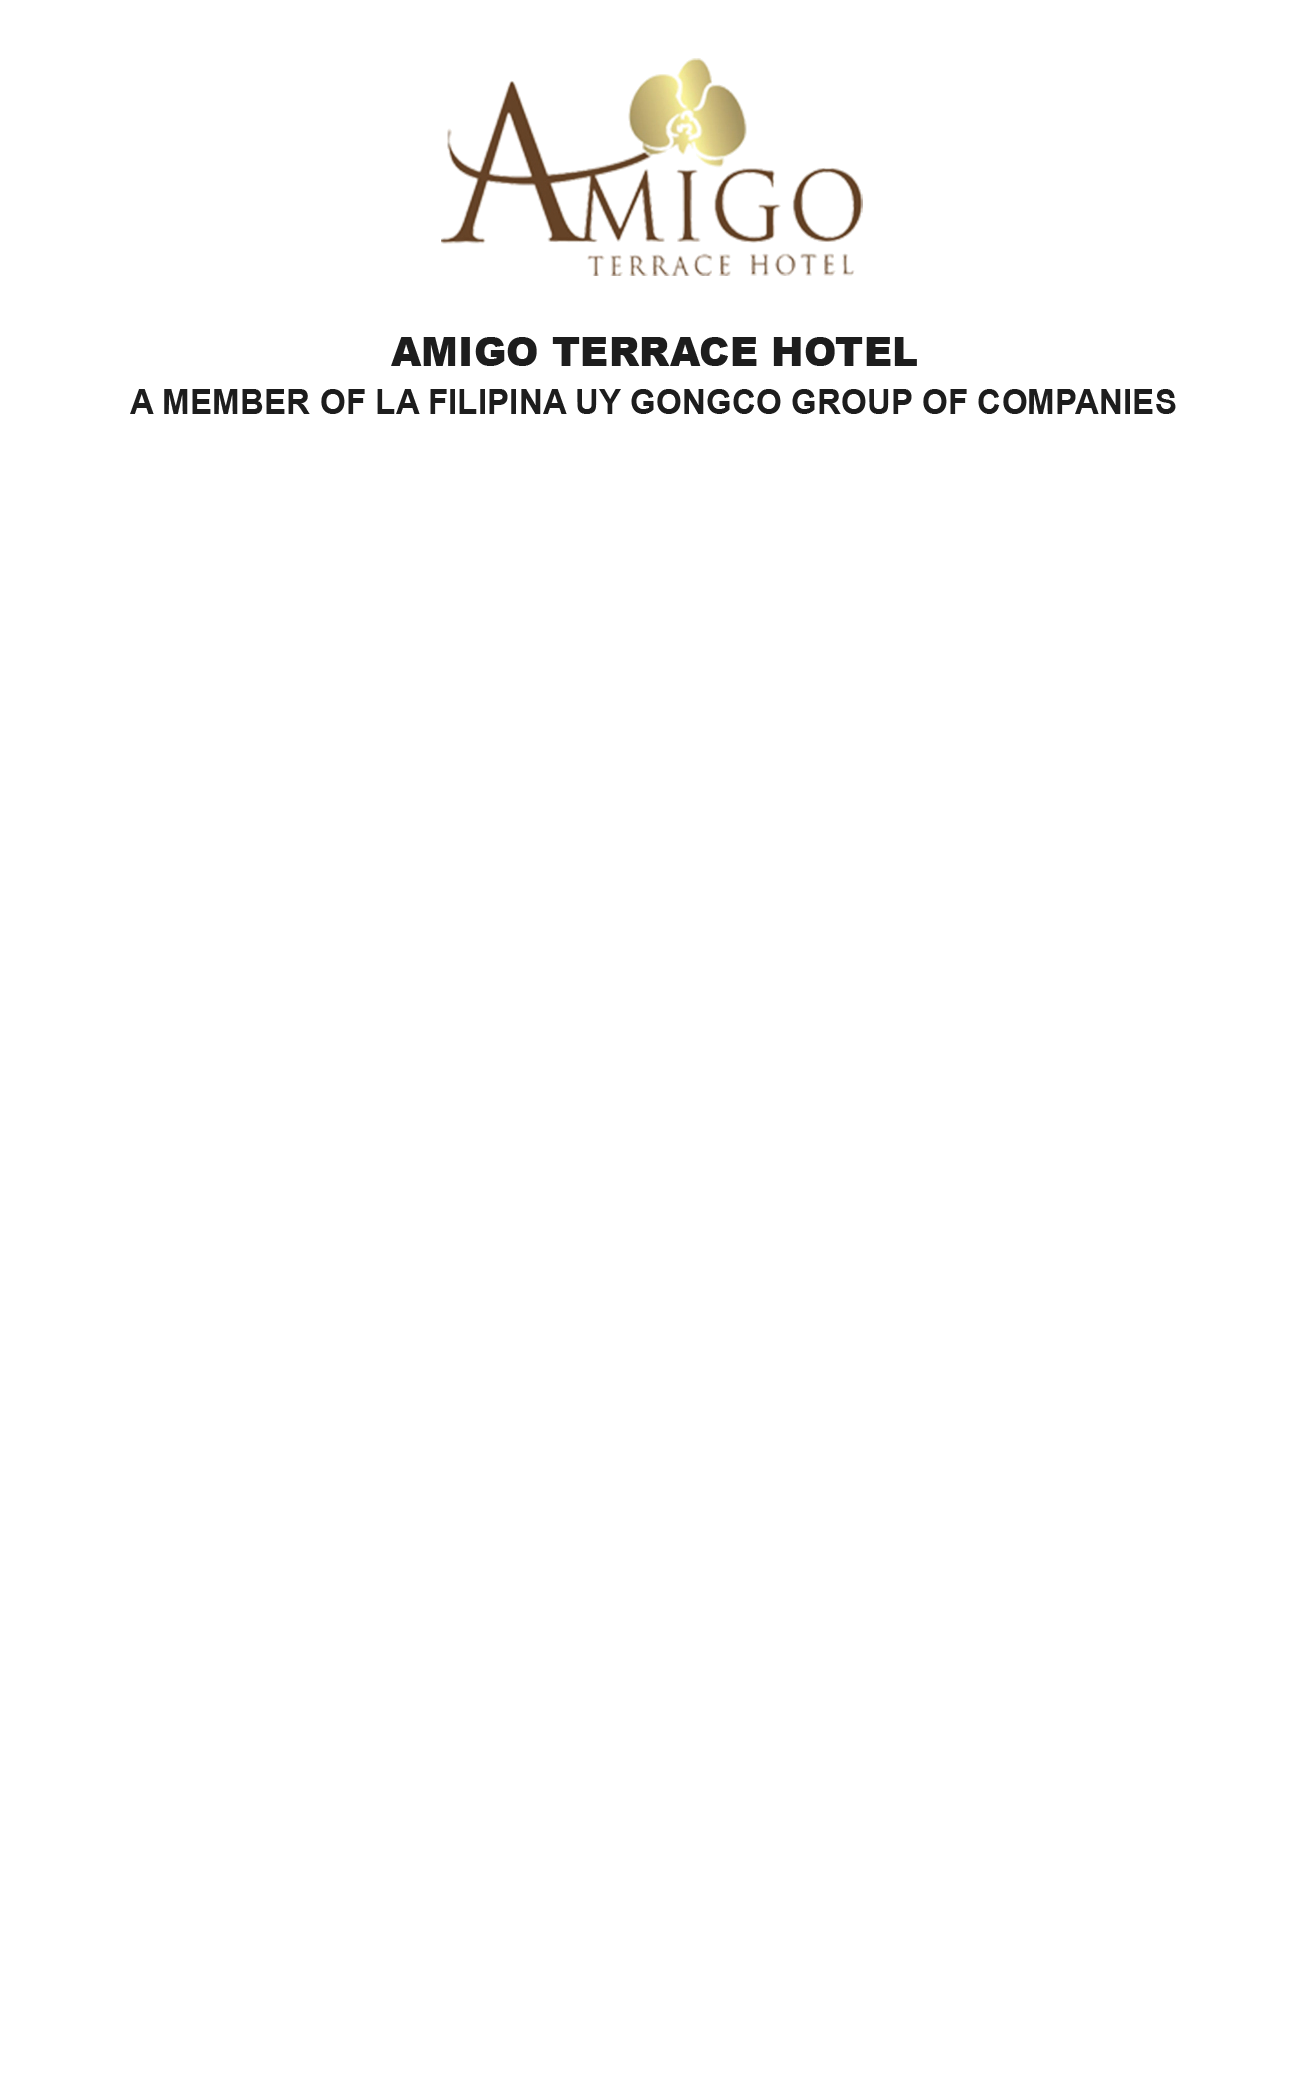 AMIGO
TERRACE HOTEL
AMIGO TERRACE HOTEL
A MEMBER OF LA FILIPINA UY GONGCO GROUP OF COMPANIES